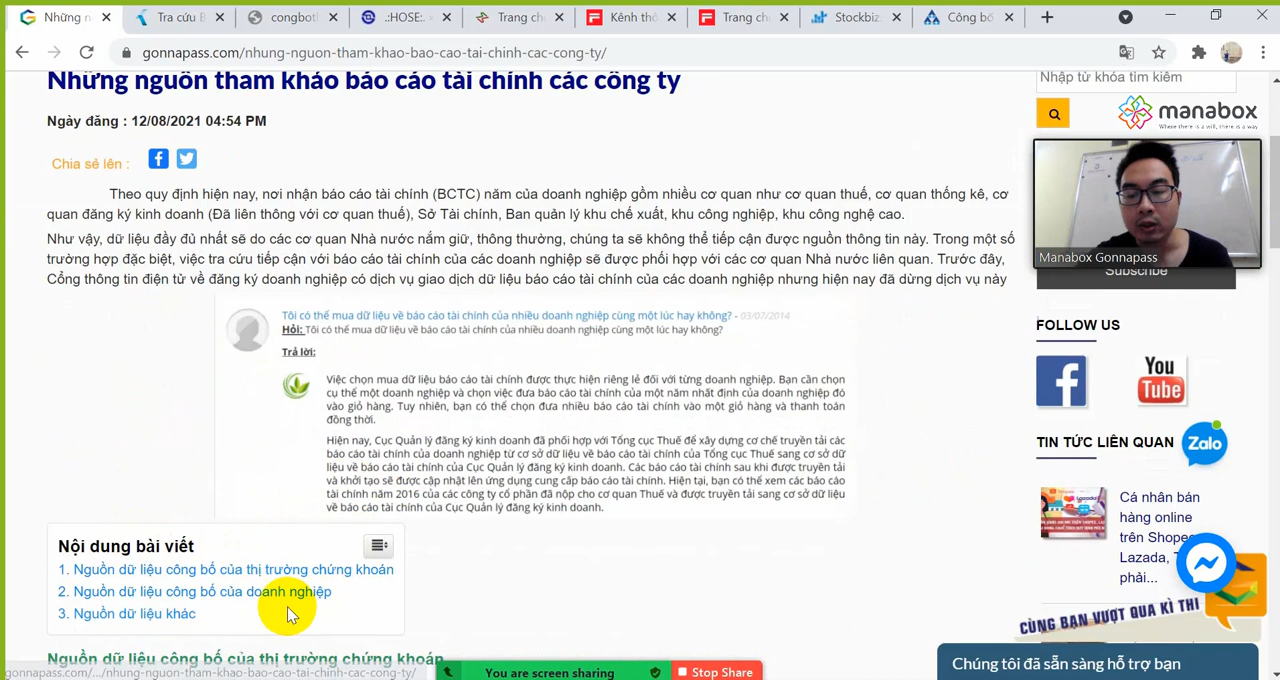 Những n
Tra cứu B
congboth
.:HOSE:. »
Trang ch
Kênh thô
Trang ch
Stockbiz
Công bố
gonnapass.com/nhung-nguon-tham-khao-bao-cao-tai-chinh-cac-cong-ty/
Những nguồn tham khảo báo cáo tài chính các công ty
Ngày đăng : 12/08/2021 04:54 PM
Chia sẻ lên :
Theo quy định hiện nay, nơi nhận báo cáo tài chính (BCTC) năm của doanh nghiệp gồm nhiều cơ quan như cơ quan thuế, cơ quan thống kê, cơ
quan đăng ký kinh doanh (Đã liên thông với cơ quan thuế), Sở Tài chính, Ban quản lý khu chế xuất, khu công nghiệp, khu công nghệ cao.
Như vậy, dữ liệu đầy đủ nhất sẽ do các cơ quan Nhà nước nắm giữ, thông thường, chúng ta sẽ không thể tiếp cận được nguồn thông tin này. Trong một số
trường hợp đặc biệt, việc tra cứu tiếp cận với báo cáo tài chính của các doanh nghiệp sẽ được phối hợp với các cơ quan Nhà nước liên quan. Trước đây,
Cổng thông tin điện tử về đăng ký doanh nghiệp có dịch vụ giao dịch dữ liệu báo cáo tài chính của các doanh nghiệp nhưng hiện nay đã dừng dịch vụ này
Tôi có thể mua dữ liệu về báo cáo tài chính của nhiều doanh nghiệp cùng một lúc hay không? - 03/07/2014
Hỏi: Tôi có thể mua dữ liệu về báo cáo tài chính của nhiều doanh nghiệp cùng một lúc hay không?
Trả lời:
Việc chọn mua dữ liệu báo cáo tài chính được thực hiện riêng lẻ đối với từng doanh nghiệp. Bạn cần chọn
cụ thể một doanh nghiệp và chọn việc đưa báo cáo tài chính của một năm nhất định của doanh nghiệp đó
vào giỏ hàng. Tuy nhiên, bạn có thể chọn đưa nhiều báo cáo tài chính vào một giỏ hàng và thanh toán
đồng thời.
Hiện nay, Cục Quản lý đăng ký kinh doanh đã phối hợp với Tổng cục Thuế để xây dựng cơ chế truyền tải các
báo cáo tài chính của doanh nghiệp từ cơ sở dữ liệu về báo cáo tài chính của Tổng cục Thuế sang cơ sở dữ
liệu về báo cáo tài chính của Cục Quản lý đăng ký kinh doanh. Các báo cáo tài chính sau khi được truyền tải
và khởi tạo sẽ được cập nhật lên ứng dụng cung cấp báo cáo tài chính. Hiện tại, bạn có thể xem các báo cáo
tài chính năm 2016 của các công ty cổ phần đã nộp cho cơ quan Thuế và được truyền tải sang cơ sở dữ liệu
về báo cáo tài chính của Cục Quản lý đăng ký kinh doanh.
Nội dung bài viết
1. Nguồn dữ liệu công bố của thị trường chứng khoán
2. Nguồn dữ liệu công bố của doanh nghiệp
3. Nguồn dữ liệu khác
Nguồn dữ liệu công bố của thị trường chứng khoán
gonnapass.com/.../nhung-nguon-tham-khao-bao-cao-tai-chinh-cac-cong-ty/
You are screen sharing
Stop Share
Nhập từ khóa tìm kiếm
manabox
Where there is a will, there is a way
Manabox Gonnapass
Subscribe
FOLLOW US
You
Tube
TIN TỨC LIÊN QUAN
Zalo
Cá nhân bán
hàng online
trên Shopee,
Lazada, T
phải...
CÙNG BẠN VƯỢT QUA KÌ THI
Chúng tôi đã sẵn sàng hỗ trợ bạn